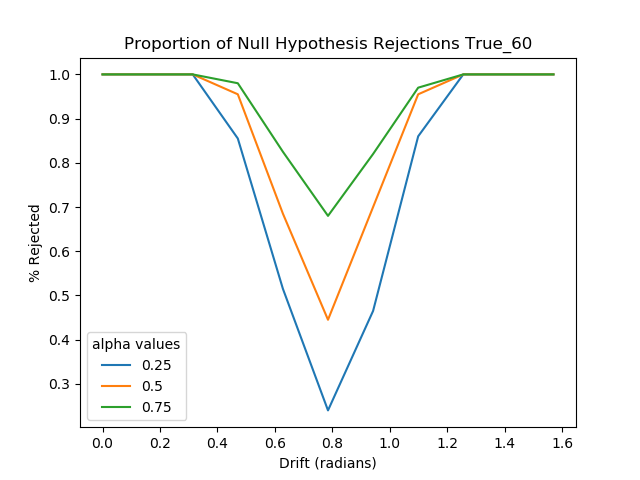 Proportion of Null Hypothesis Rejections True_60
1.0
0.9
0.8
0.7
0.6
0.5
0.4
0.3
% Rejected
alpha values
0.25
0.5
0.75
0.0 0.2 0.4 0.6 0.8 1.0 1.2 1.4 1.6
Drift (radians)